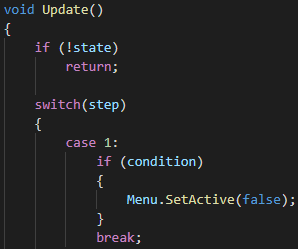 void Update()
{
    if (!state)
        return;

    switch(step)
    {
        case 1:
            if (condition)
            {
                Menu.SetActive(false);
            }
            break;